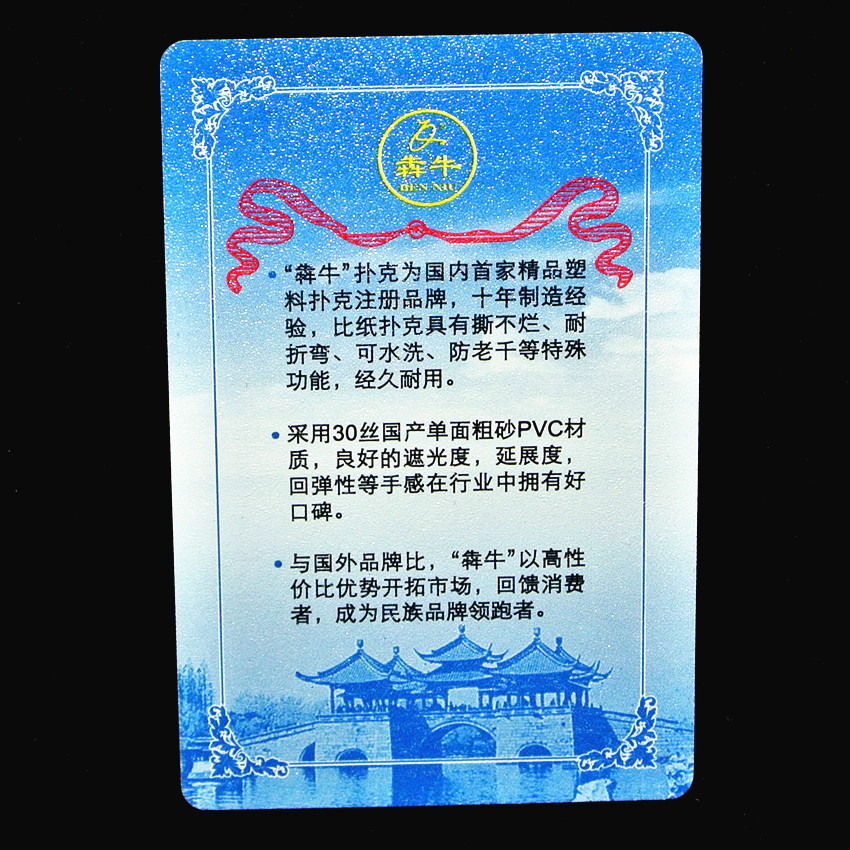 犇牛
BEN NIU
“犇牛”扑克为国内首家精品塑
料扑克注册品牌，十年制造经
验，比纸扑克具有撕不烂、耐
折弯、可水洗、防老千等特殊
功能，经久耐用。
采用30丝国产单面粗砂PVC材
质，良好的遮光度，延展度，
回弹性等手感在行业中拥有好
口碑。
与国外品牌比，“犇牛”以高性
价比优势开拓市场，回馈消费
者，成为民族品牌领跑者。